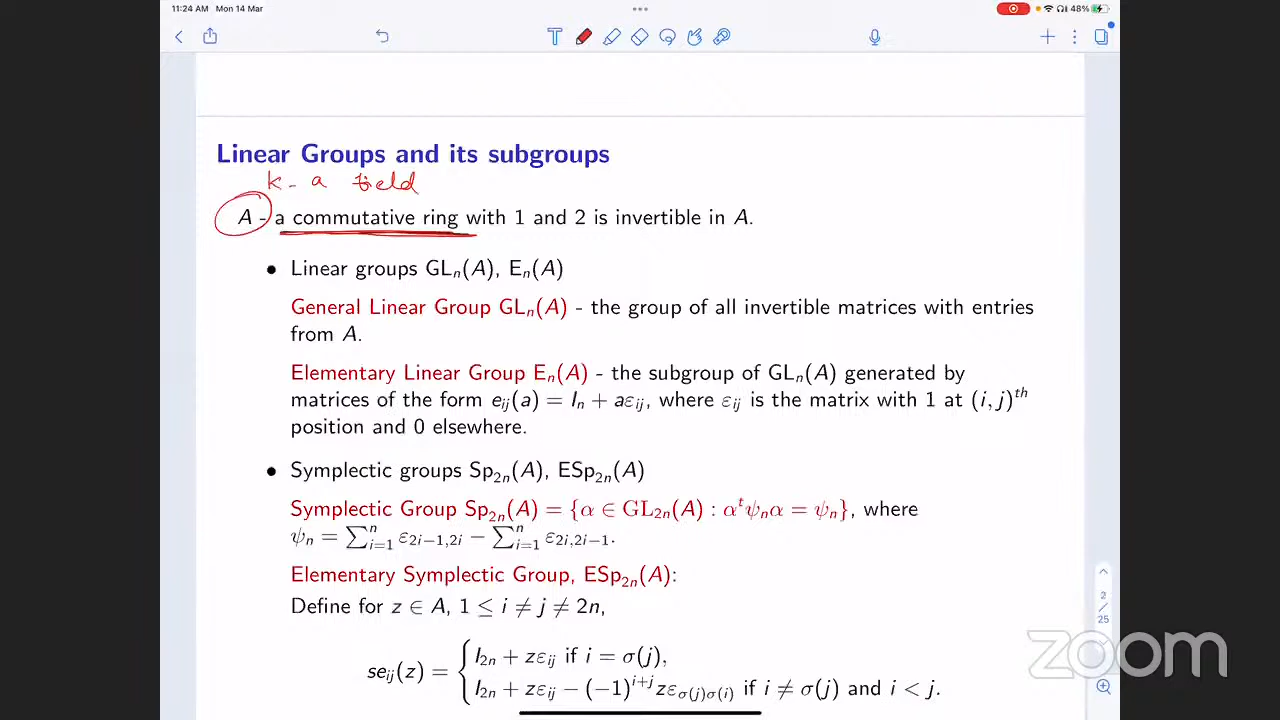 11:24 AM Mon 14 Mar
48%
Linear Groups and its subgroups
k - a field
A - a commutative ring with 1 and 2 is invertible in A.
• Linear groups GLₙ(A), Eₙ(A)
General Linear Group GLₙ(A) - the group of all invertible matrices with entries
from A.
Elementary Linear Group Eₙ(A) - the subgroup of GLₙ(A) generated by
matrices of the form eᵢⱼ(a) = Iₙ + aεᵢⱼ, where εᵢⱼ is the matrix with 1 at (i, j)ᵗʰ
position and 0 elsewhere.
• Symplectic groups Sp₂ₙ(A), ESp₂ₙ(A)
Symplectic Group Sp₂ₙ(A) = {α ∈ GL₂ₙ(A) : αᵗψₙα = ψₙ}, where
ψₙ = ∑ⁿᵢ₌₁ ε₂ᵢ₋₁,₂ᵢ − ∑ⁿᵢ₌₁ ε₂ᵢ,₂ᵢ₋₁.
Elementary Symplectic Group, ESp₂ₙ(A):
Define for z ∈ A, 1 ≤ i ≠ j ≠ 2n,
seᵢⱼ(z) = { I₂ₙ + zεᵢⱼ if i = σ(j),
I₂ₙ + zεᵢⱼ − (−1)ⁱ⁺ʲzε_σ(j)σ(i) if i ≠ σ(j) and i < j.
2
/
25
zoom